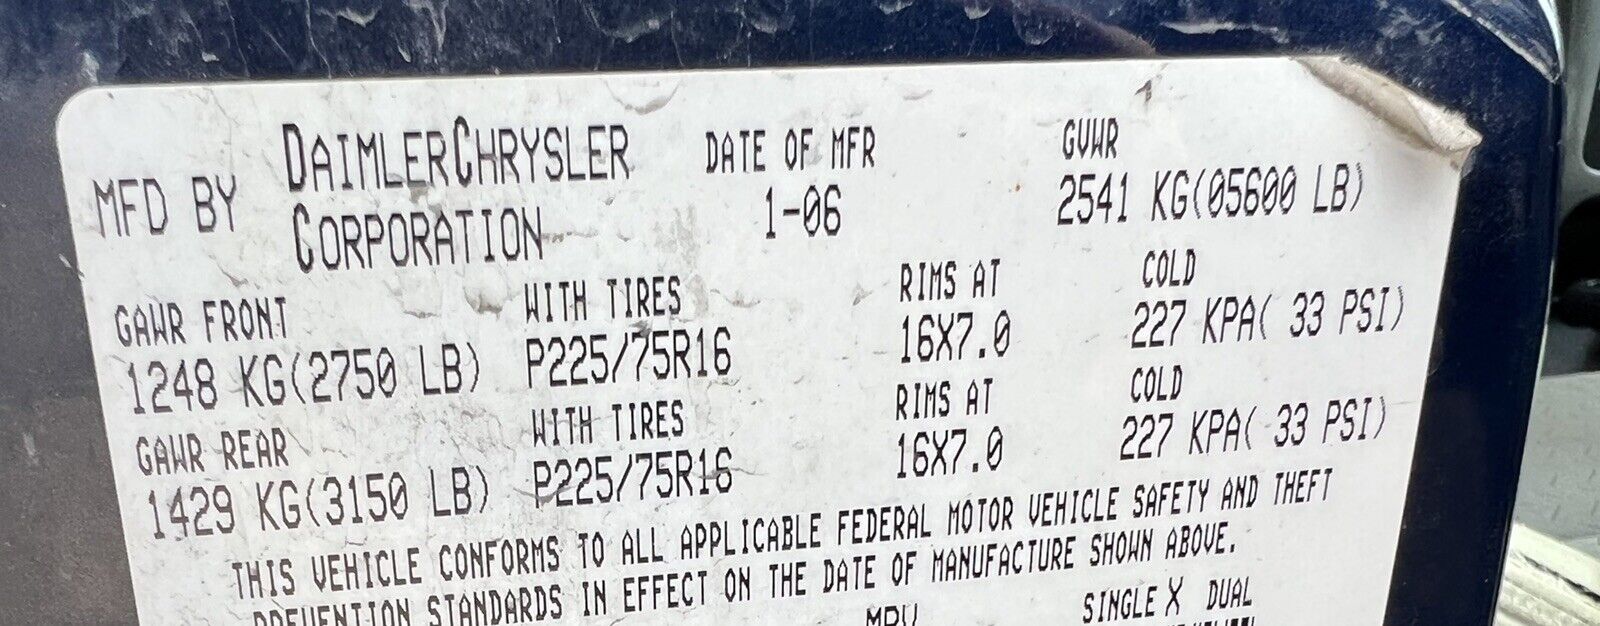 MFD BY DAIMLERCHRYSLER CORPORATION DATE OF MFR 1-06 GVWR 2541 KG(05600 LB)
GAWR FRONT WITH TIRES RIMS AT COLD
1248 KG(2750 LB) P225/75R16 16X7.0 227 KPA( 33 PSI)
GAWR REAR WITH TIRES RIMS AT COLD
1429 KG(3150 LB) P225/75R16 16X7.0 227 KPA( 33 PSI)
THIS VEHICLE CONFORMS TO ALL APPLICABLE FEDERAL MOTOR VEHICLE SAFETY AND THEFT
PREVENTION STANDARDS IN EFFECT ON THE DATE OF MANUFACTURE SHOWN ABOVE.
MPV SINGLE X DUAL